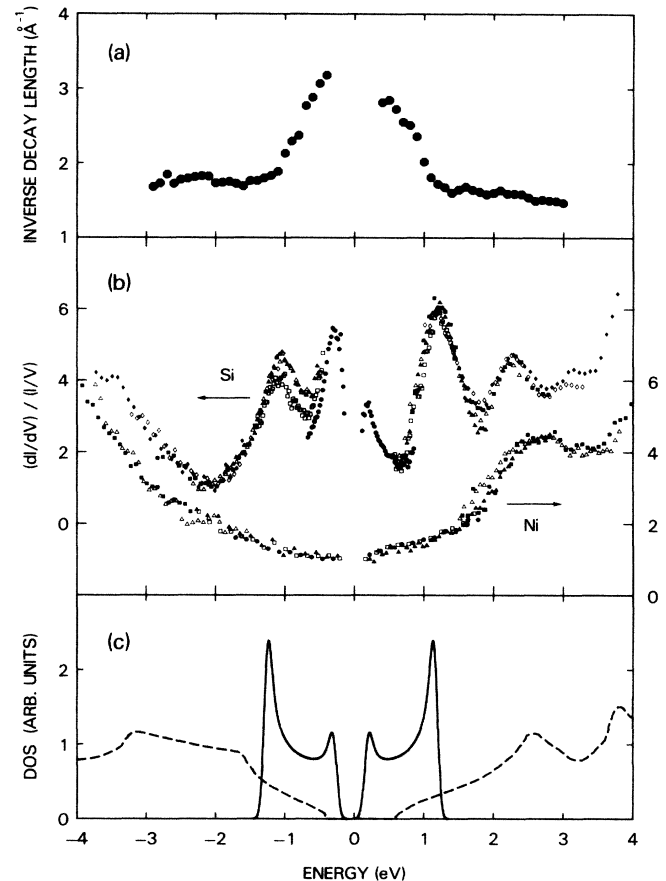 INVERSE DECAY LENGTH (Å⁻¹)
4
3
2
1
(a)
(dI/dV) / (I/V)
6
4
2
0
(b)
Si
Ni
6
4
2
0
DOS (ARB. UNITS)
2
1
0
(c)
−4 −3 −2 −1 0 1 2 3 4
ENERGY (eV)